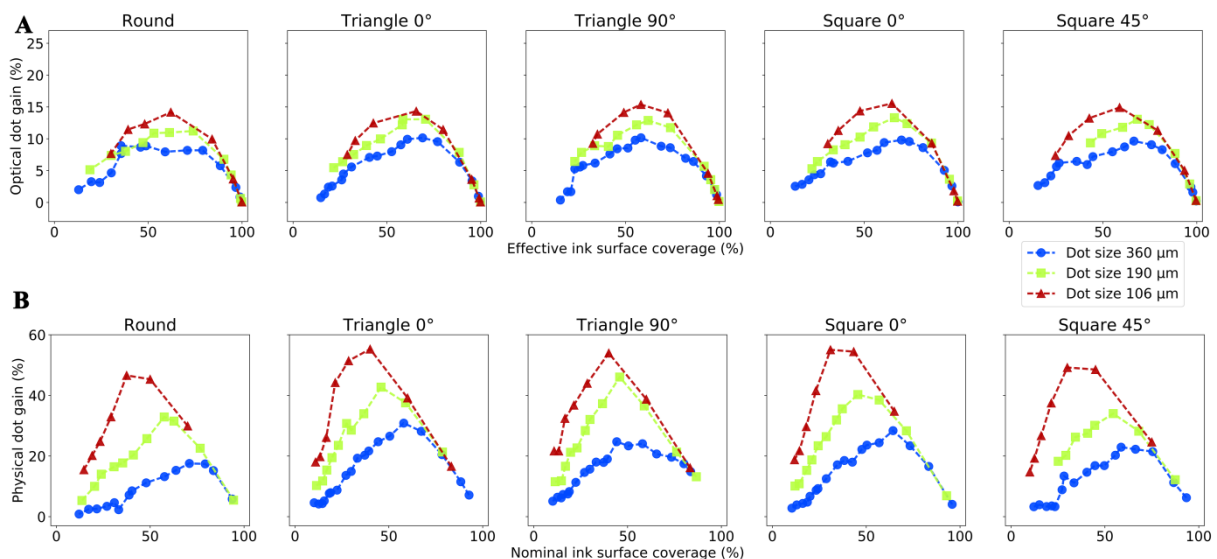 A
Round Triangle 0° Triangle 90° Square 0° Square 45°
Optical dot gain (%)
25
20
15
10
5
0
0 50 100 0 50 100 0 50 100 0 50 100 0 50 100
Effective ink surface coverage (%)
Dot size 360 μm
Dot size 190 μm
Dot size 106 μm
B
Round Triangle 0° Triangle 90° Square 0° Square 45°
Physical dot gain (%)
60
40
20
0
0 50 100 0 50 100 0 50 100 0 50 100 0 50 100
Nominal ink surface coverage (%)